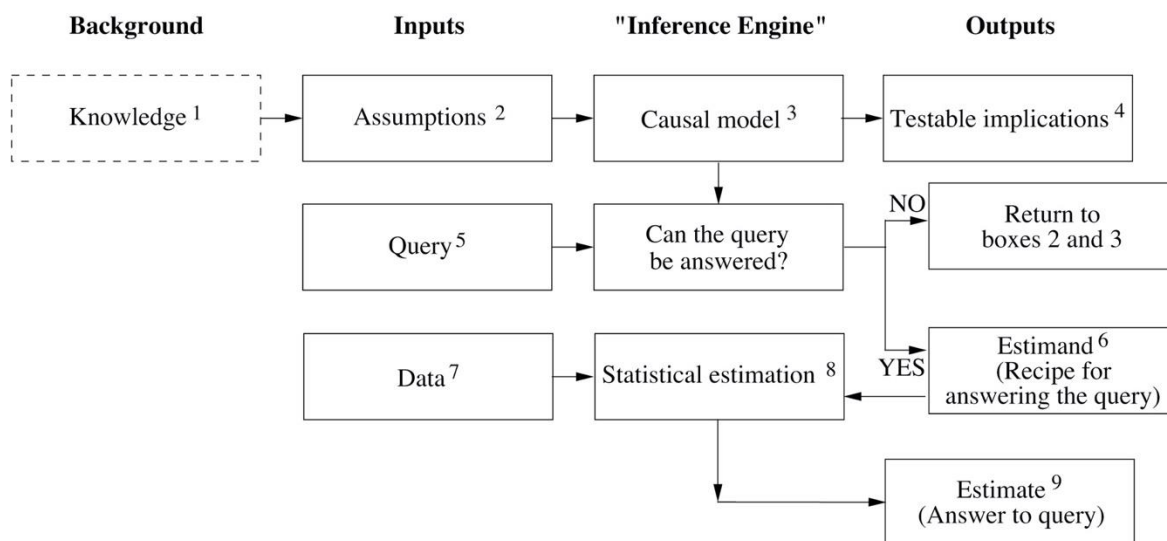 Background Inputs "Inference Engine" Outputs
Knowledge 1
Assumptions 2
Causal model 3
Testable implications 4
Query 5
Can the query
be answered?
NO
Return to
boxes 2 and 3
YES
Estimand 6
(Recipe for
answering the query)
Data 7
Statistical estimation 8
Estimate 9
(Answer to query)